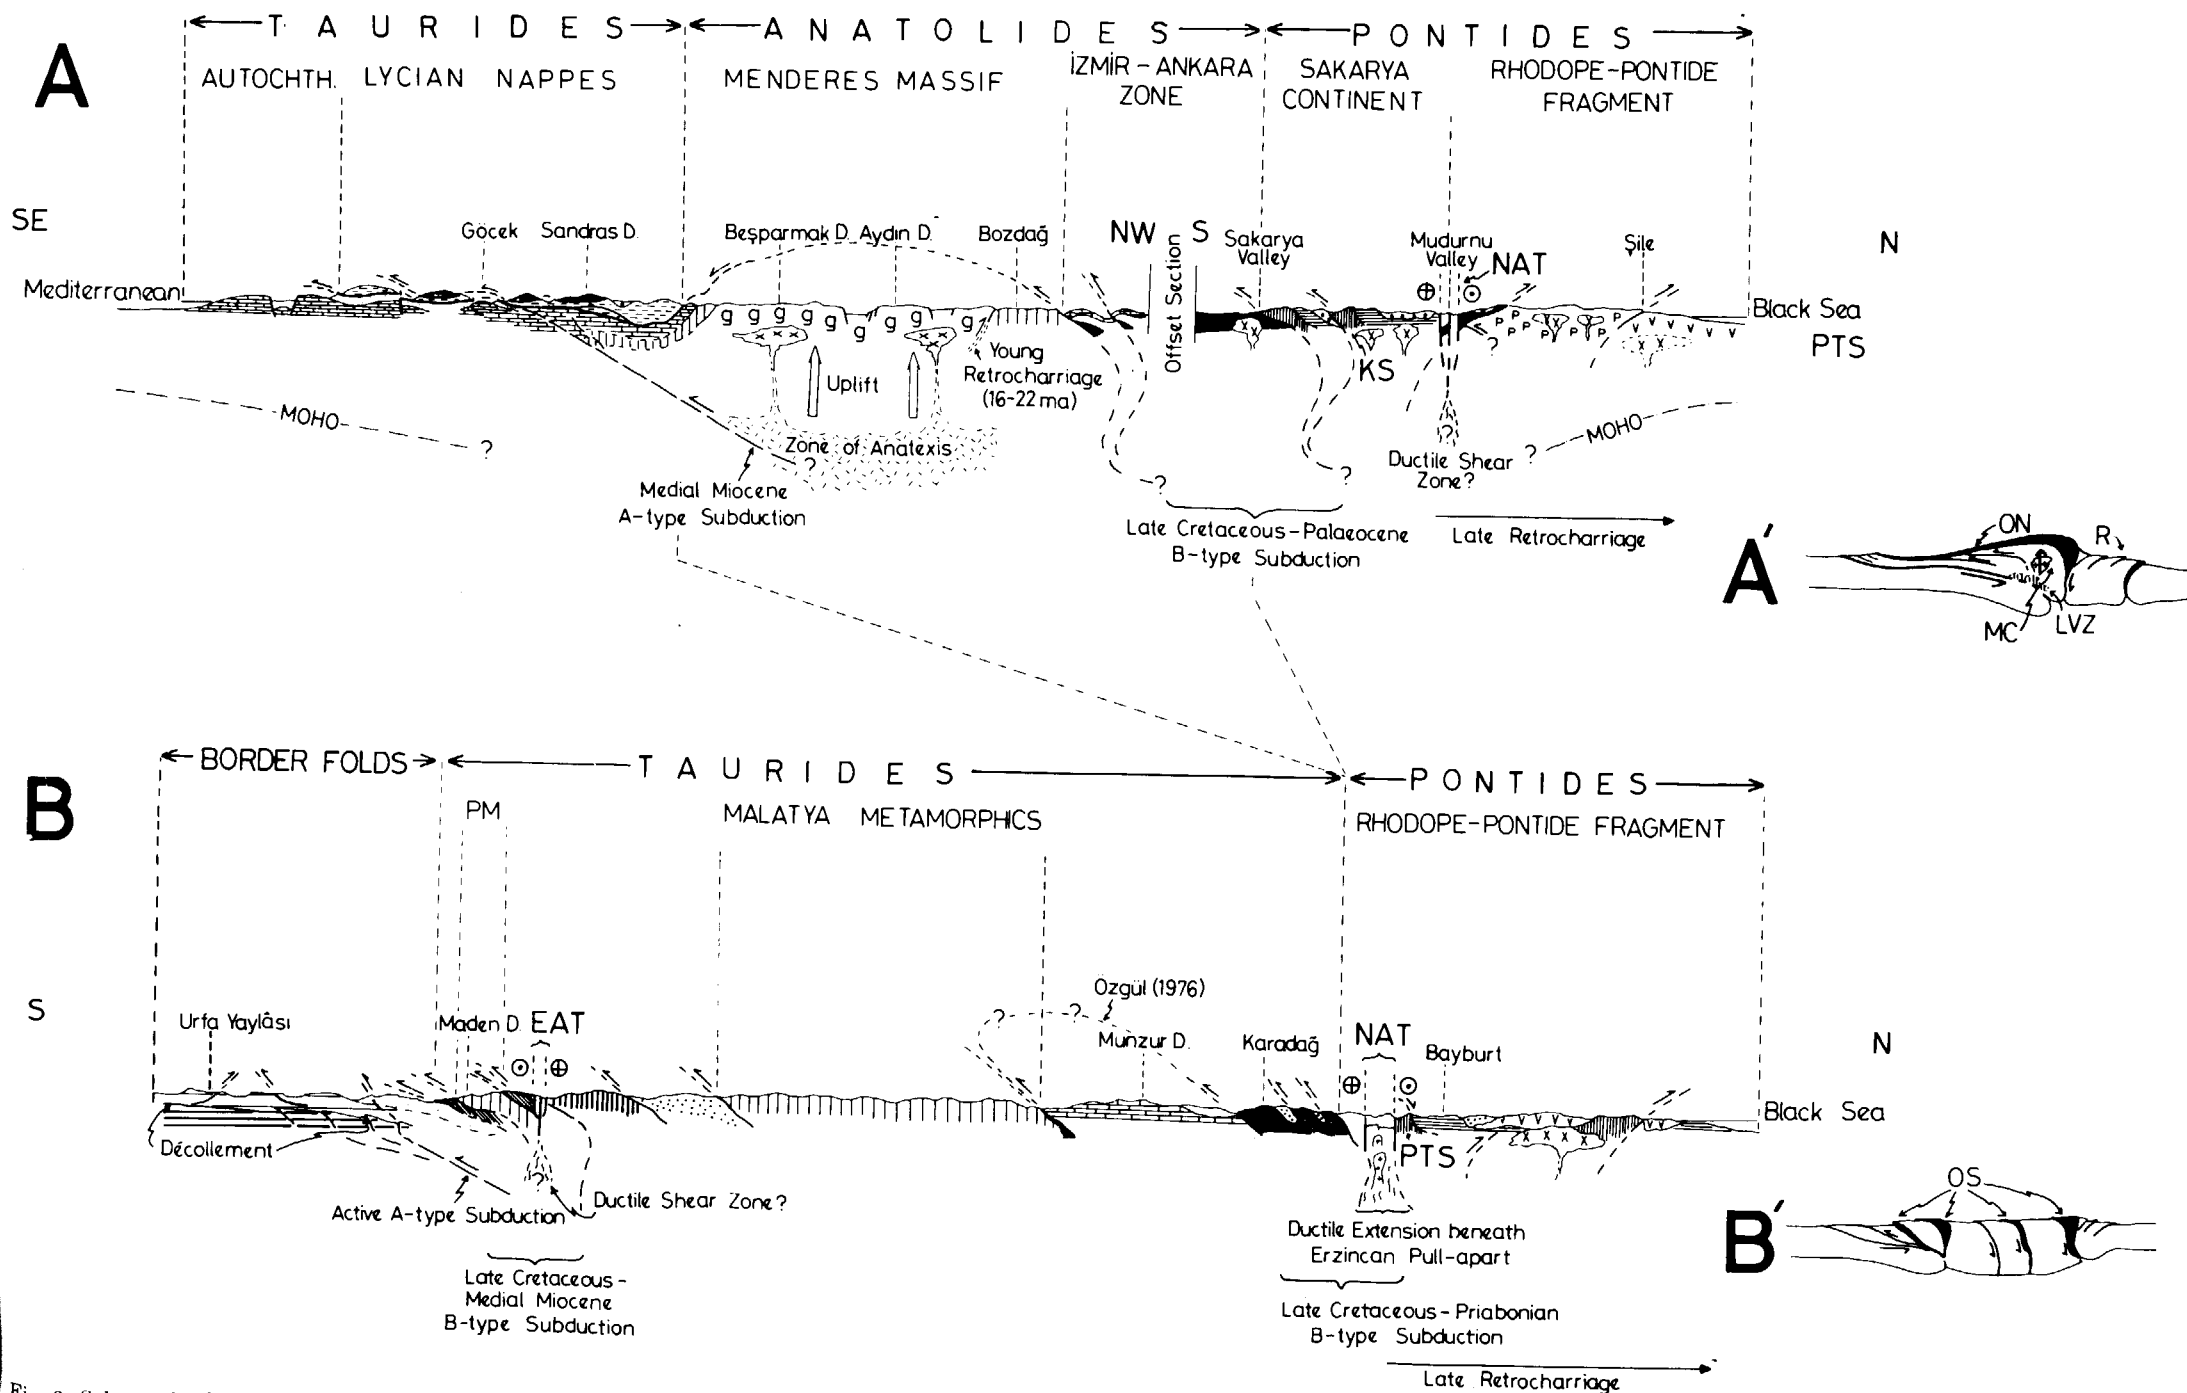 A
TAURIDES
ANATOLIDES
PONTIDES
AUTOCHTH.
LYCIAN NAPPES
MENDERES MASSIF
İZMİR-ANKARA
ZONE
SAKARYA
CONTINENT
RHODOPE-PONTIDE
FRAGMENT
SE
Göcek
Sandras D.
Beşparmak D.
Aydın D.
Bozdağ
NW
Offset Section
S
Sakarya
Valley
Mudurnu
Valley
NAT
Şile
N
Mediterranean
Black Sea
g g g g g g g g g
x x x
x x
x x
x
x
P P P P P P P P
x x
x
v v v v v v
x x
PTS
KS
?
Uplift
Young
Retrocharriage
(16-22 ma)
MOHO
?
Zone of Anatexis
?
Medial Miocene
A-type Subduction
?
?
?
Ductile Shear
Zone?
?
MOHO
Late Cretaceous-Palaeocene
B-type Subduction
Late Retrocharriage
A'
ON
R
MC
LVZ
B
BORDER FOLDS
TAURIDES
PONTIDES
PM
MALATYA METAMORPHICS
RHODOPE-PONTIDE FRAGMENT
S
Urfa Yaylâsı
Maden D.
EAT
?
?
Özgül (1976)
Munzur D.
Karadağ
NAT
Bayburt
N
Black Sea
v v v v
x x x x
v v
Décollement
?
PTS
Active A-type Subduction
Ductile Shear Zone?
Ductile Extension beneath
Erzincan Pull-apart
Late Cretaceous-
Medial Miocene
B-type Subduction
Late Cretaceous-Priabonian
B-type Subduction
Late Retrocharriage
B'
OS